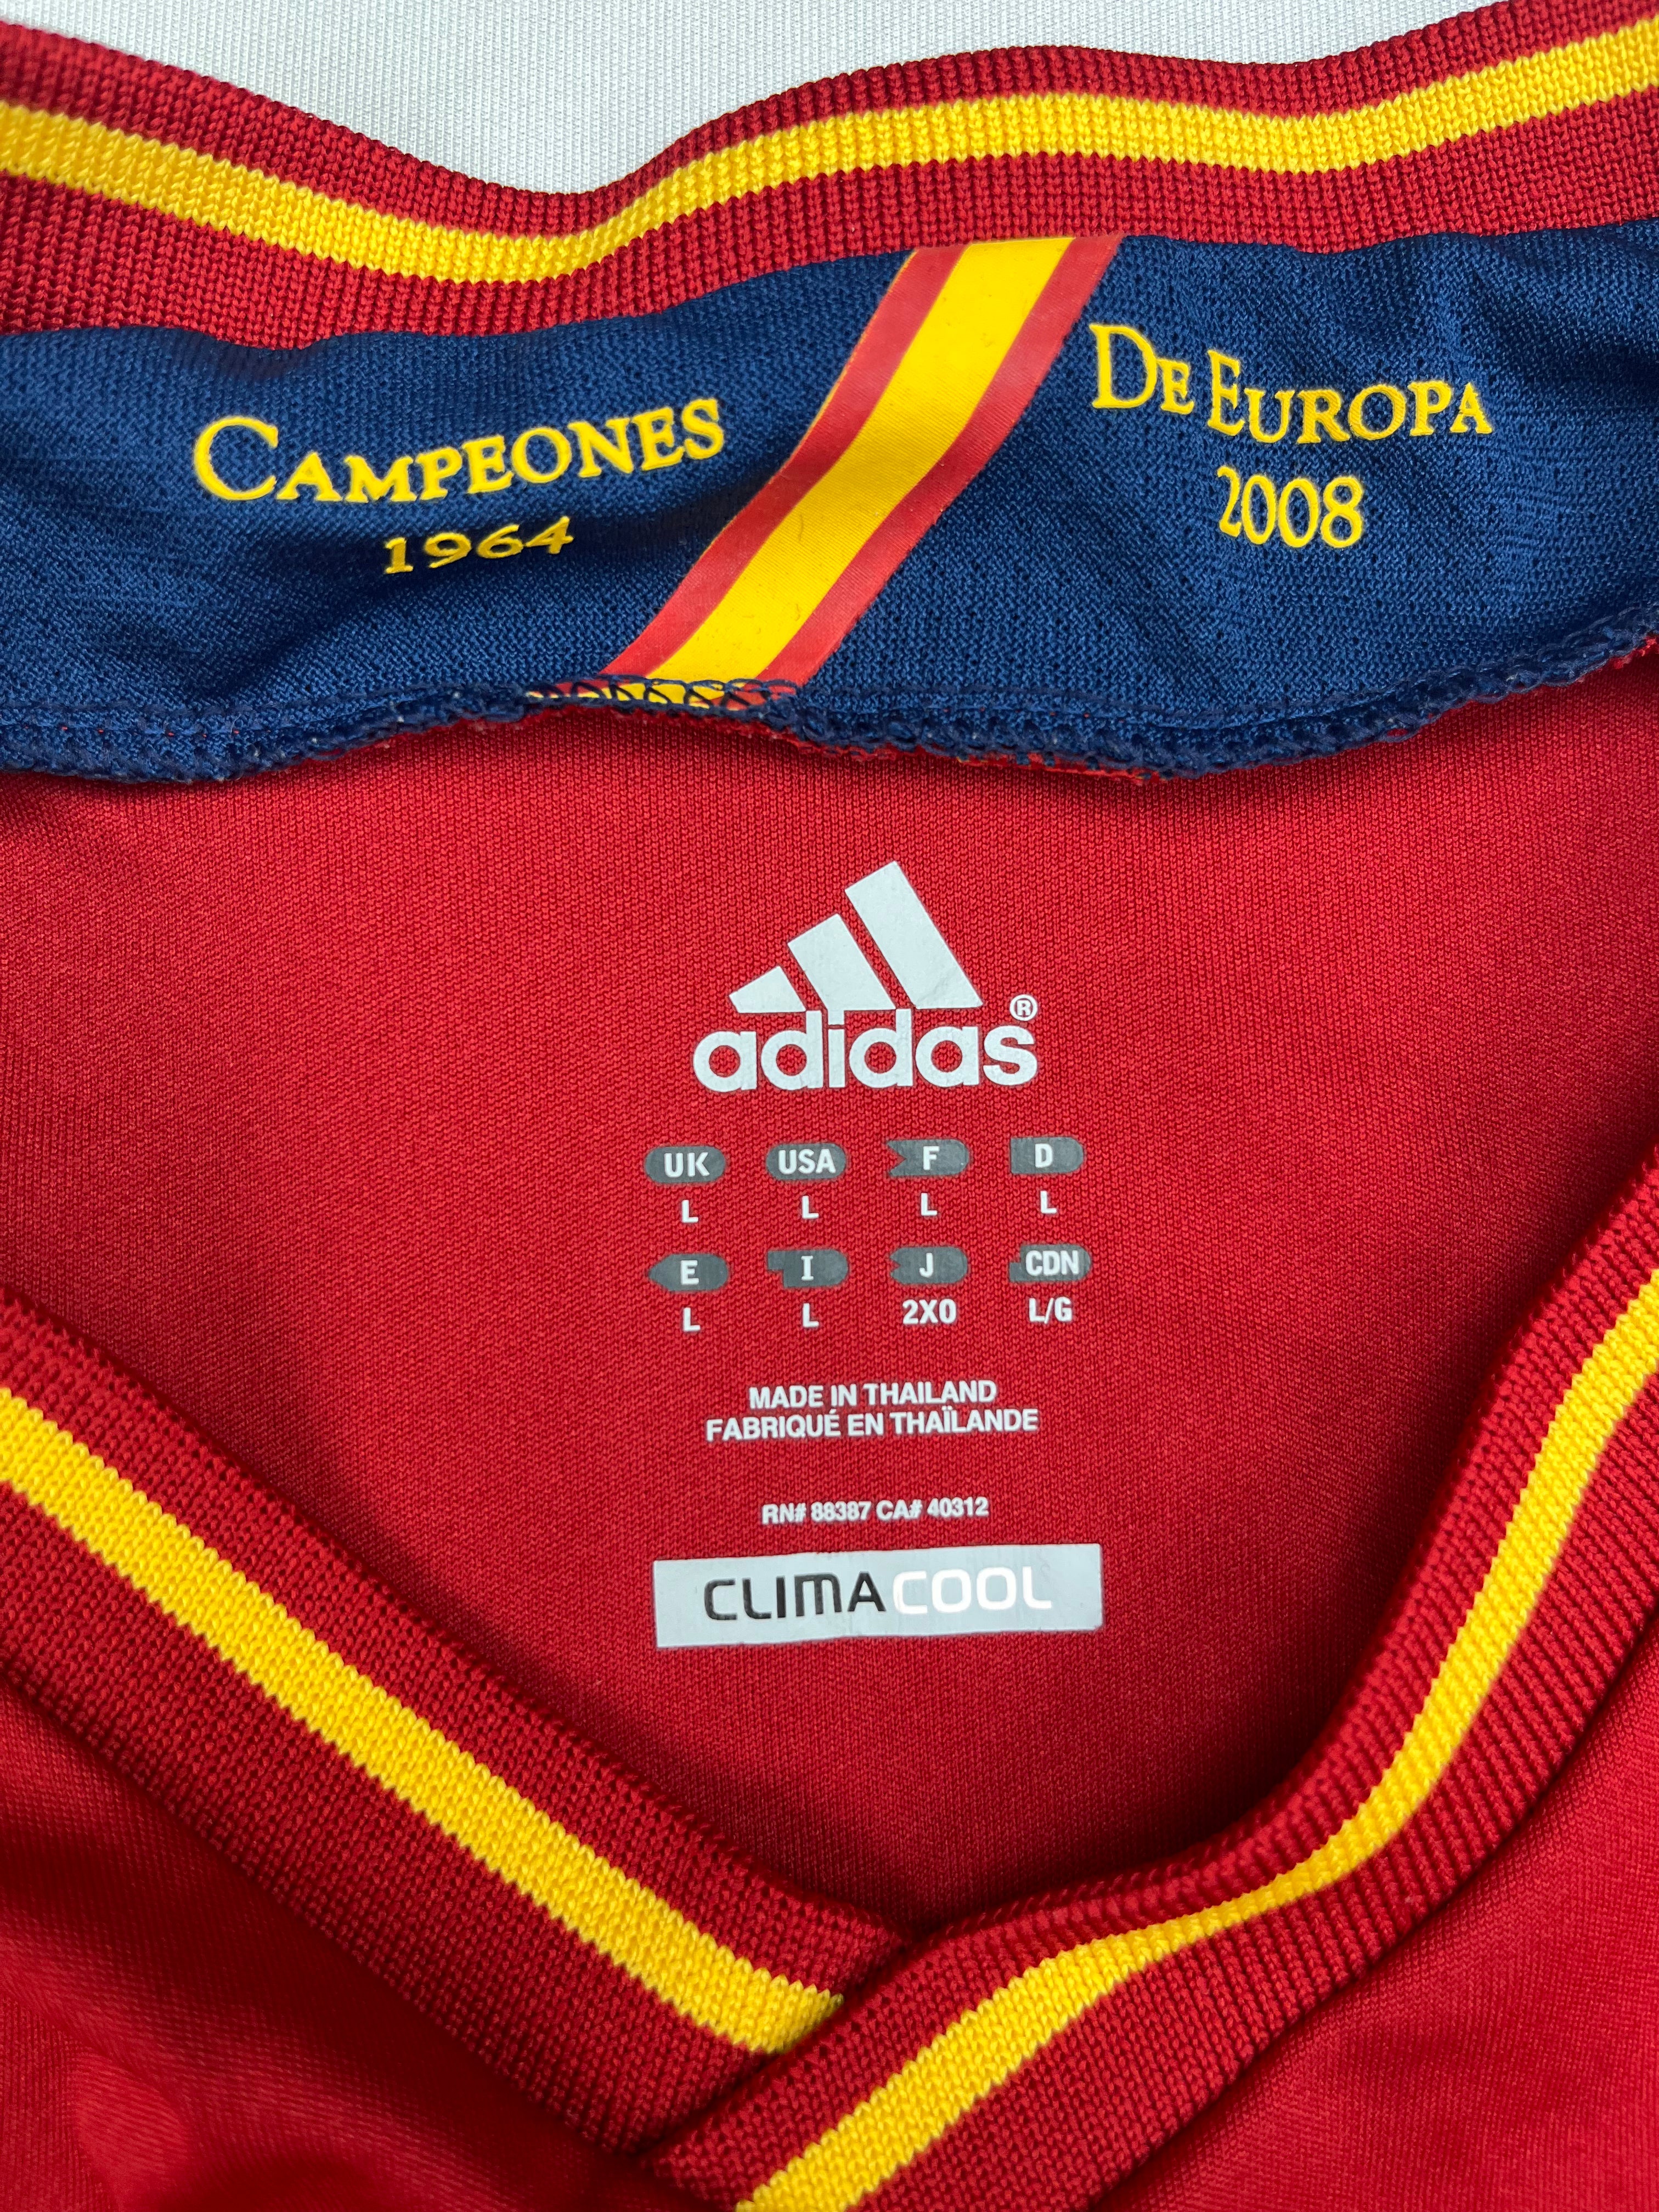 CAMPEONES
1964
DE EUROPA
2008
adidas®
UK USA F D
L L L L
E I J CDN
L L 2XO L/G
MADE IN THAILAND
FABRIQUÉ EN THAÏLANDE
RN# 88387 CA# 40312
CLIMACOOL